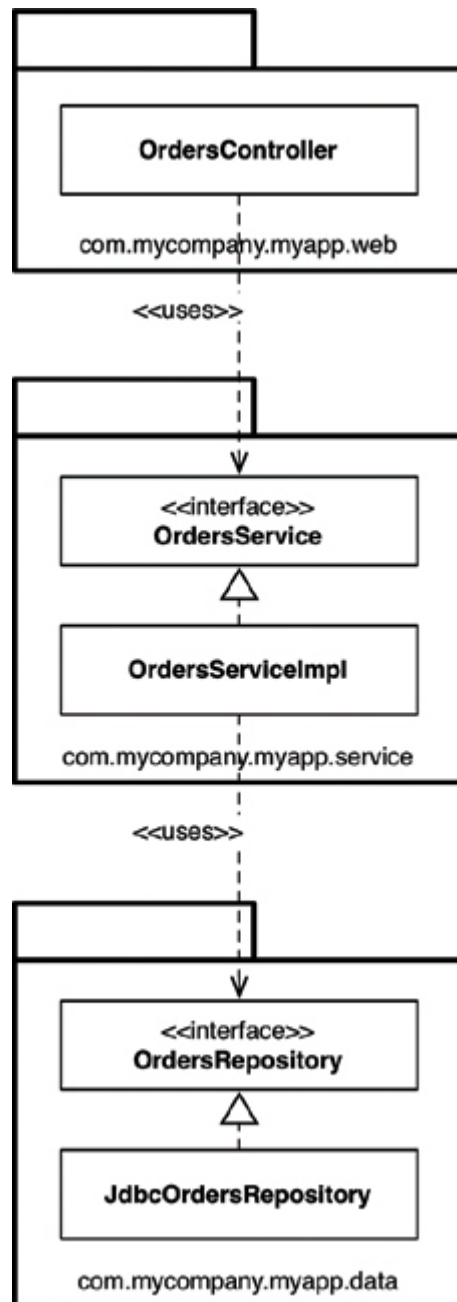 OrdersController
com.mycompany.myapp.web
<<uses>>
<<interface>>
OrdersService
OrdersServiceImpl
com.mycompany.myapp.service
<<uses>>
<<interface>>
OrdersRepository
JdbcOrdersRepository
com.mycompany.myapp.data